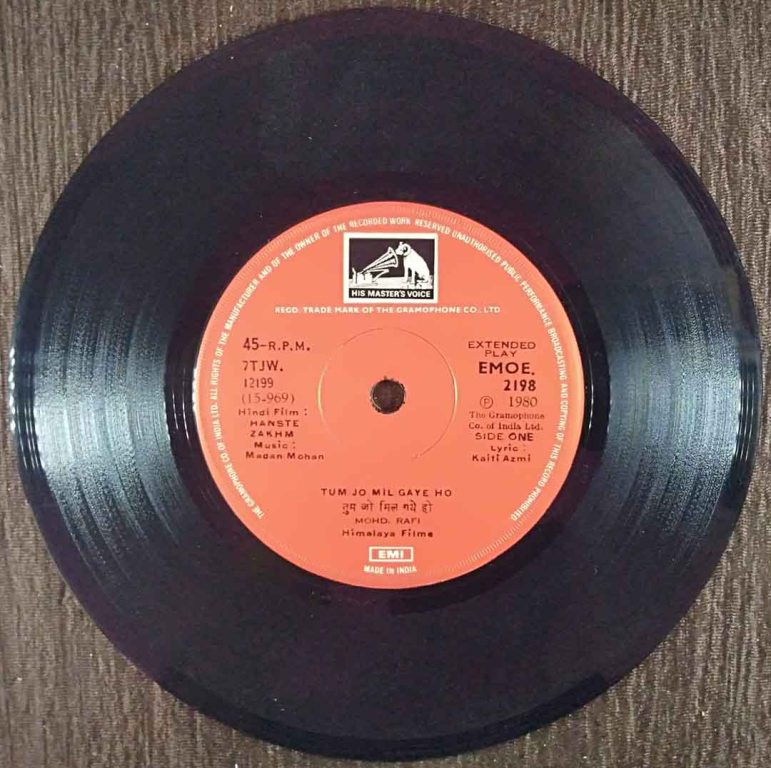 THE GRAMOPHONE CO. OF INDIA LTD. ALL RIGHTS OF THE MANUFACTURER AND OF THE OWNER OF THE RECORDED WORK RESERVED UNAUTHORISED PUBLIC PERFORMANCE BROADCASTING AND COPYING OF THIS RECORD PROHIBITED
HIS MASTER'S VOICE
REGD. TRADE MARK OF THE GRAMOPHONE CO., LTD
45-R.P.M.
7TJW.
12199
(15-969)
Hindi Film :
HANSTE
ZAKHM
Music :
Madan Mohan
EXTENDED
PLAY
EMOE.
2198
Ⓟ 1980
The Gramophone
Co. of India Ltd.
SIDE ONE
Lyric :
Kaifi Azmi
TUM JO MIL GAYE HO
तुम जो मिल गये हो
MOHD. RAFI
Himalaya Films
EMI
MADE IN INDIA